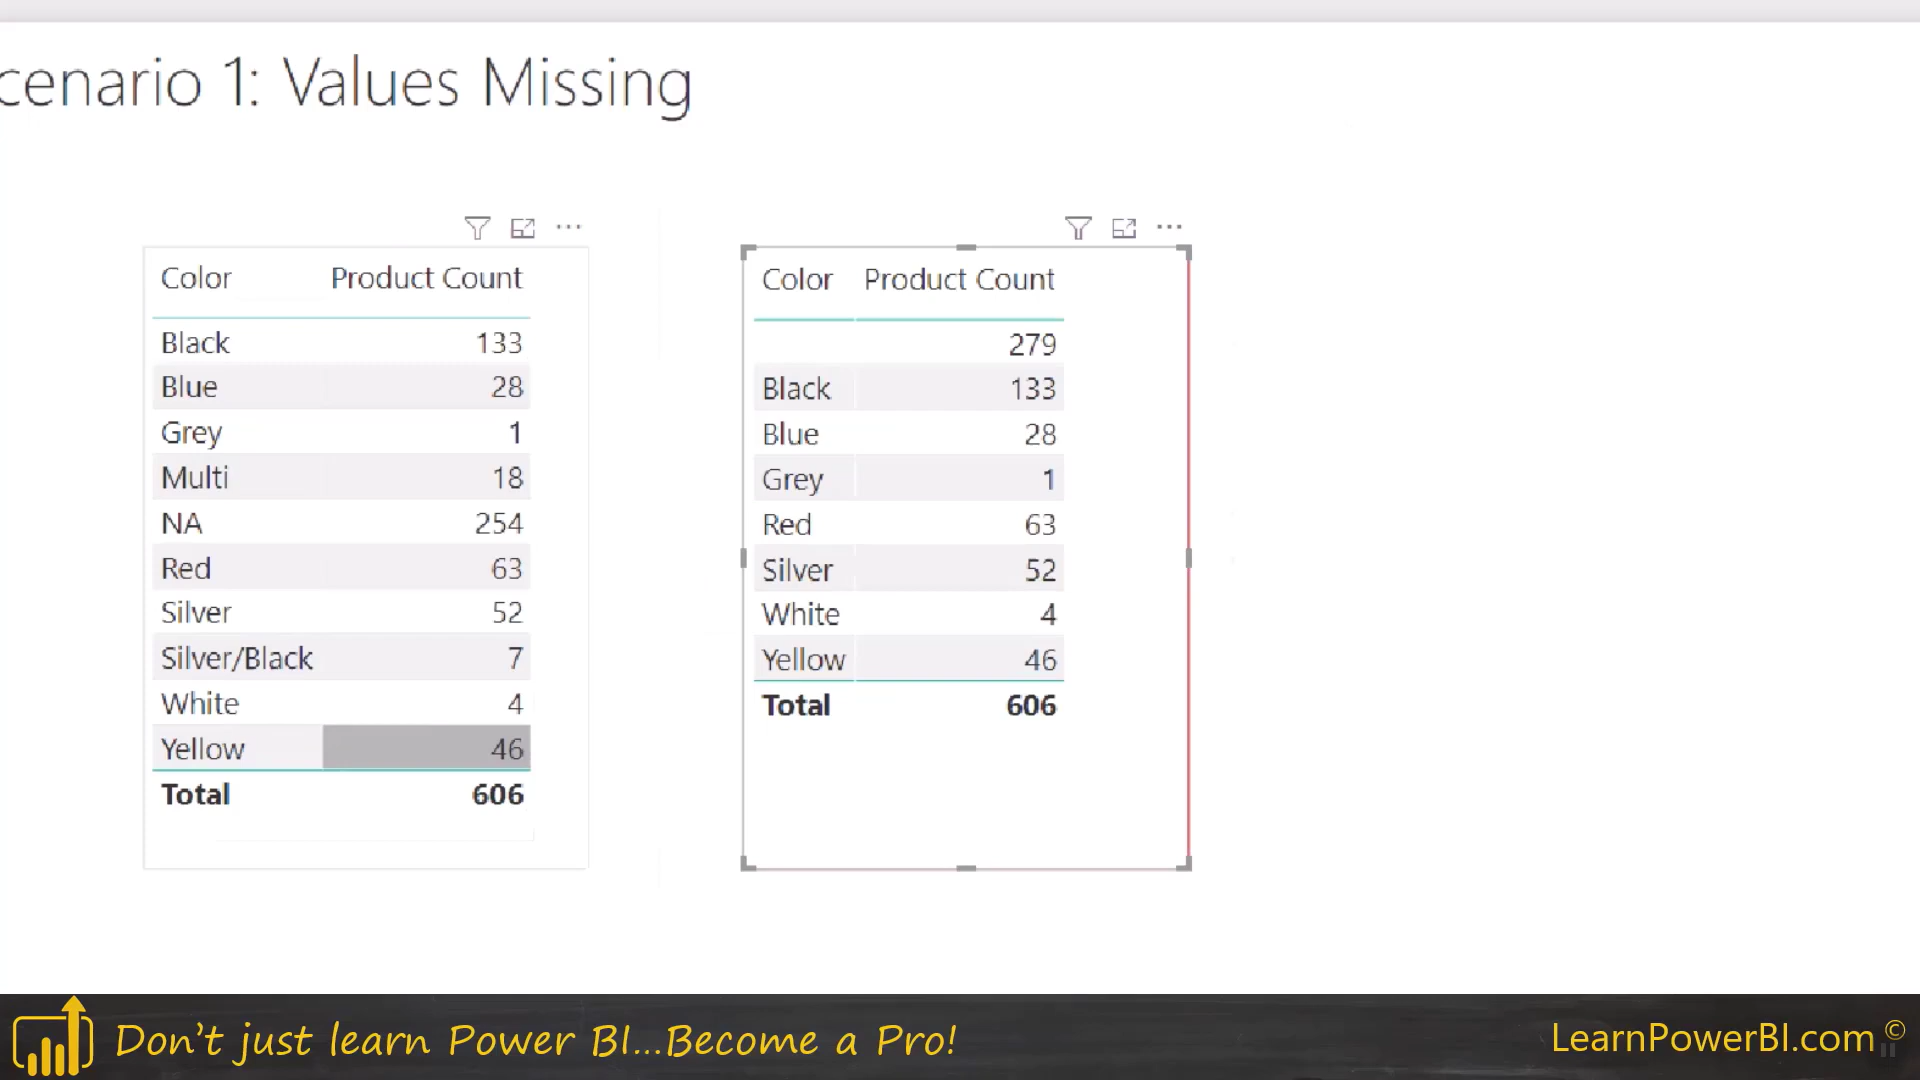 cenario 1: Values Missing
Color Product Count
Black 133
Blue 28
Grey 1
Multi 18
NA 254
Red 63
Silver 52
Silver/Black 7
White 4
Yellow 46
Total 606
Color Product Count
279
Black 133
Blue 28
Grey 1
Red 63
Silver 52
White 4
Yellow 46
Total 606
Don't just learn Power BI...Become a Pro!
LearnPowerBI.com ©